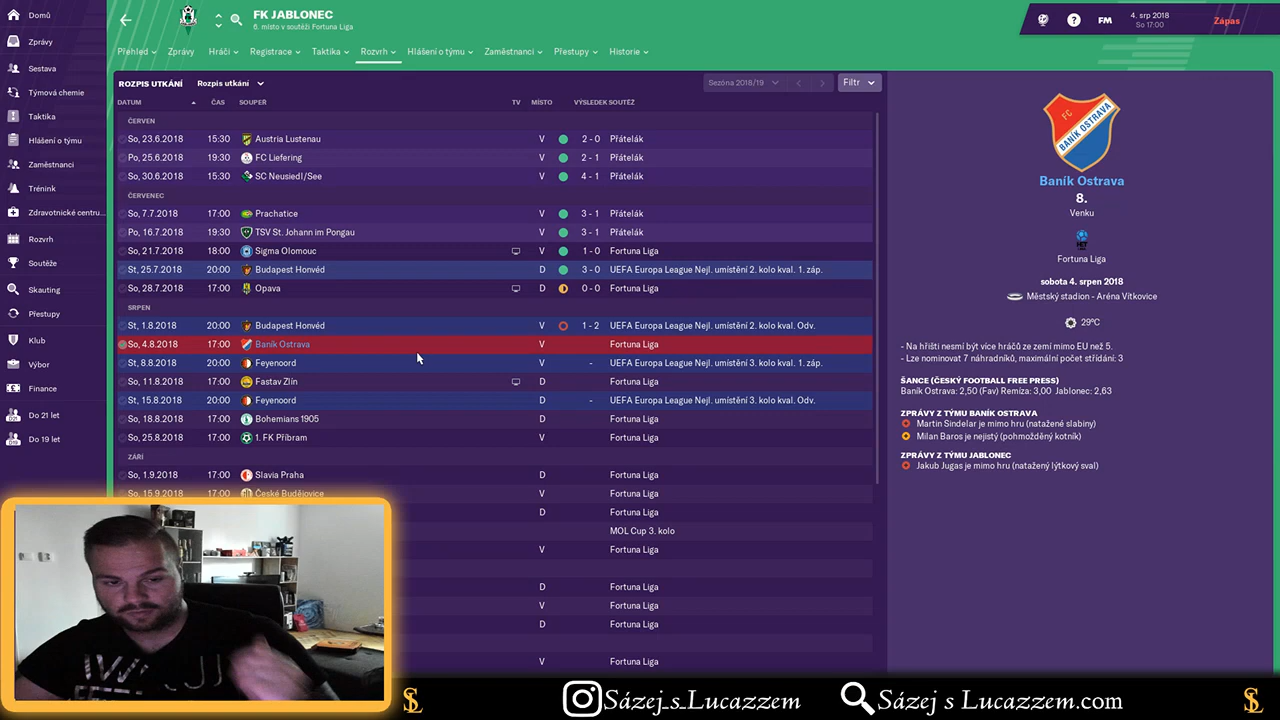 Domů
Zprávy
Sestava
Týmová chemie
Taktika
Hlášení o týmu
Zaměstnanci
Trénink
Zdravotnické centru...
Rozvrh
Soutěže
Skauting
Přestupy
Klub
Výbor
Finance
Do 21 let
Do 19 let
FK JABLONEC
6. místo v soutěži Fortuna Liga
FM
4. srp 2018
So 17:00
Zápas
Přehled Zprávy Hráči Registrace Taktika Rozvrh Hlášení o týmu Zaměstnanci Přestupy Historie
ROZPIS UTKÁNÍ Rozpis utkání Sezóna 2018/19 Filtr
DATUM ČAS SOUPEŘ TV MÍSTO VÝSLEDEK SOUTĚŽ
ČERVEN
So, 23.6.2018 15:30 Austria Lustenau V 2 - 0 Přátelák
Po, 25.6.2018 19:30 FC Liefering V 2 - 1 Přátelák
So, 30.6.2018 15:30 SC Neusiedl/See V 4 - 1 Přátelák
ČERVENEC
So, 7.7.2018 17:00 Prachatice V 3 - 1 Přátelák
Po, 16.7.2018 19:30 TSV St. Johann im Pongau V 3 - 1 Přátelák
So, 21.7.2018 18:00 Sigma Olomouc V 1 - 0 Fortuna Liga
St, 25.7.2018 20:00 Budapest Honvéd D 3 - 0 UEFA Europa League Nejl. umístění 2. kolo kval. 1. záp.
So, 28.7.2018 17:00 Opava D 0 - 0 Fortuna Liga
SRPEN
St, 1.8.2018 20:00 Budapest Honvéd V 1 - 2 UEFA Europa League Nejl. umístění 2. kolo kval. Odv.
So, 4.8.2018 17:00 Baník Ostrava V Fortuna Liga
St, 8.8.2018 20:00 Feyenoord V - UEFA Europa League Nejl. umístění 3. kolo kval. 1. záp.
So, 11.8.2018 17:00 Fastav Zlín D Fortuna Liga
St, 15.8.2018 20:00 Feyenoord D - UEFA Europa League Nejl. umístění 3. kolo kval. Odv.
So, 18.8.2018 17:00 Bohemians 1905 D Fortuna Liga
So, 25.8.2018 17:00 1. FK Příbram V Fortuna Liga
ZÁŘÍ
So, 1.9.2018 17:00 Slavia Praha D Fortuna Liga
So, 15.9.2018 17:00 České Budějovice V Fortuna Liga
D Fortuna Liga
MOL Cup 3. kolo
V Fortuna Liga
D Fortuna Liga
V Fortuna Liga
D Fortuna Liga
V Fortuna Liga
FC
BANÍK OSTRAVA
Baník Ostrava
8.
Venku
Fortuna Liga
sobota 4. srpen 2018
Městský stadion - Aréna Vítkovice
29°C
- Na hřišti nesmí být více hráčů ze zemí mimo EU než 5.
- Lze nominovat 7 náhradníků, maximální počet střídání: 3
ŠANCE (ČESKÝ FOOTBALL FREE PRESS)
Baník Ostrava: 2,50 (Fav) Remíza: 3,00 Jablonec: 2,63
ZPRÁVY Z TÝMU BANÍK OSTRAVA
Martin Sindelar je mimo hru (natažené slabiny)
Milan Baros je nejistý (pohmožděný kotník)
ZPRÁVY Z TÝMU JABLONEC
Jakub Jugas je mimo hru (natažený lýtkový sval)
Sázej_s_Lucazzem
Sázej s Lucazzem.com